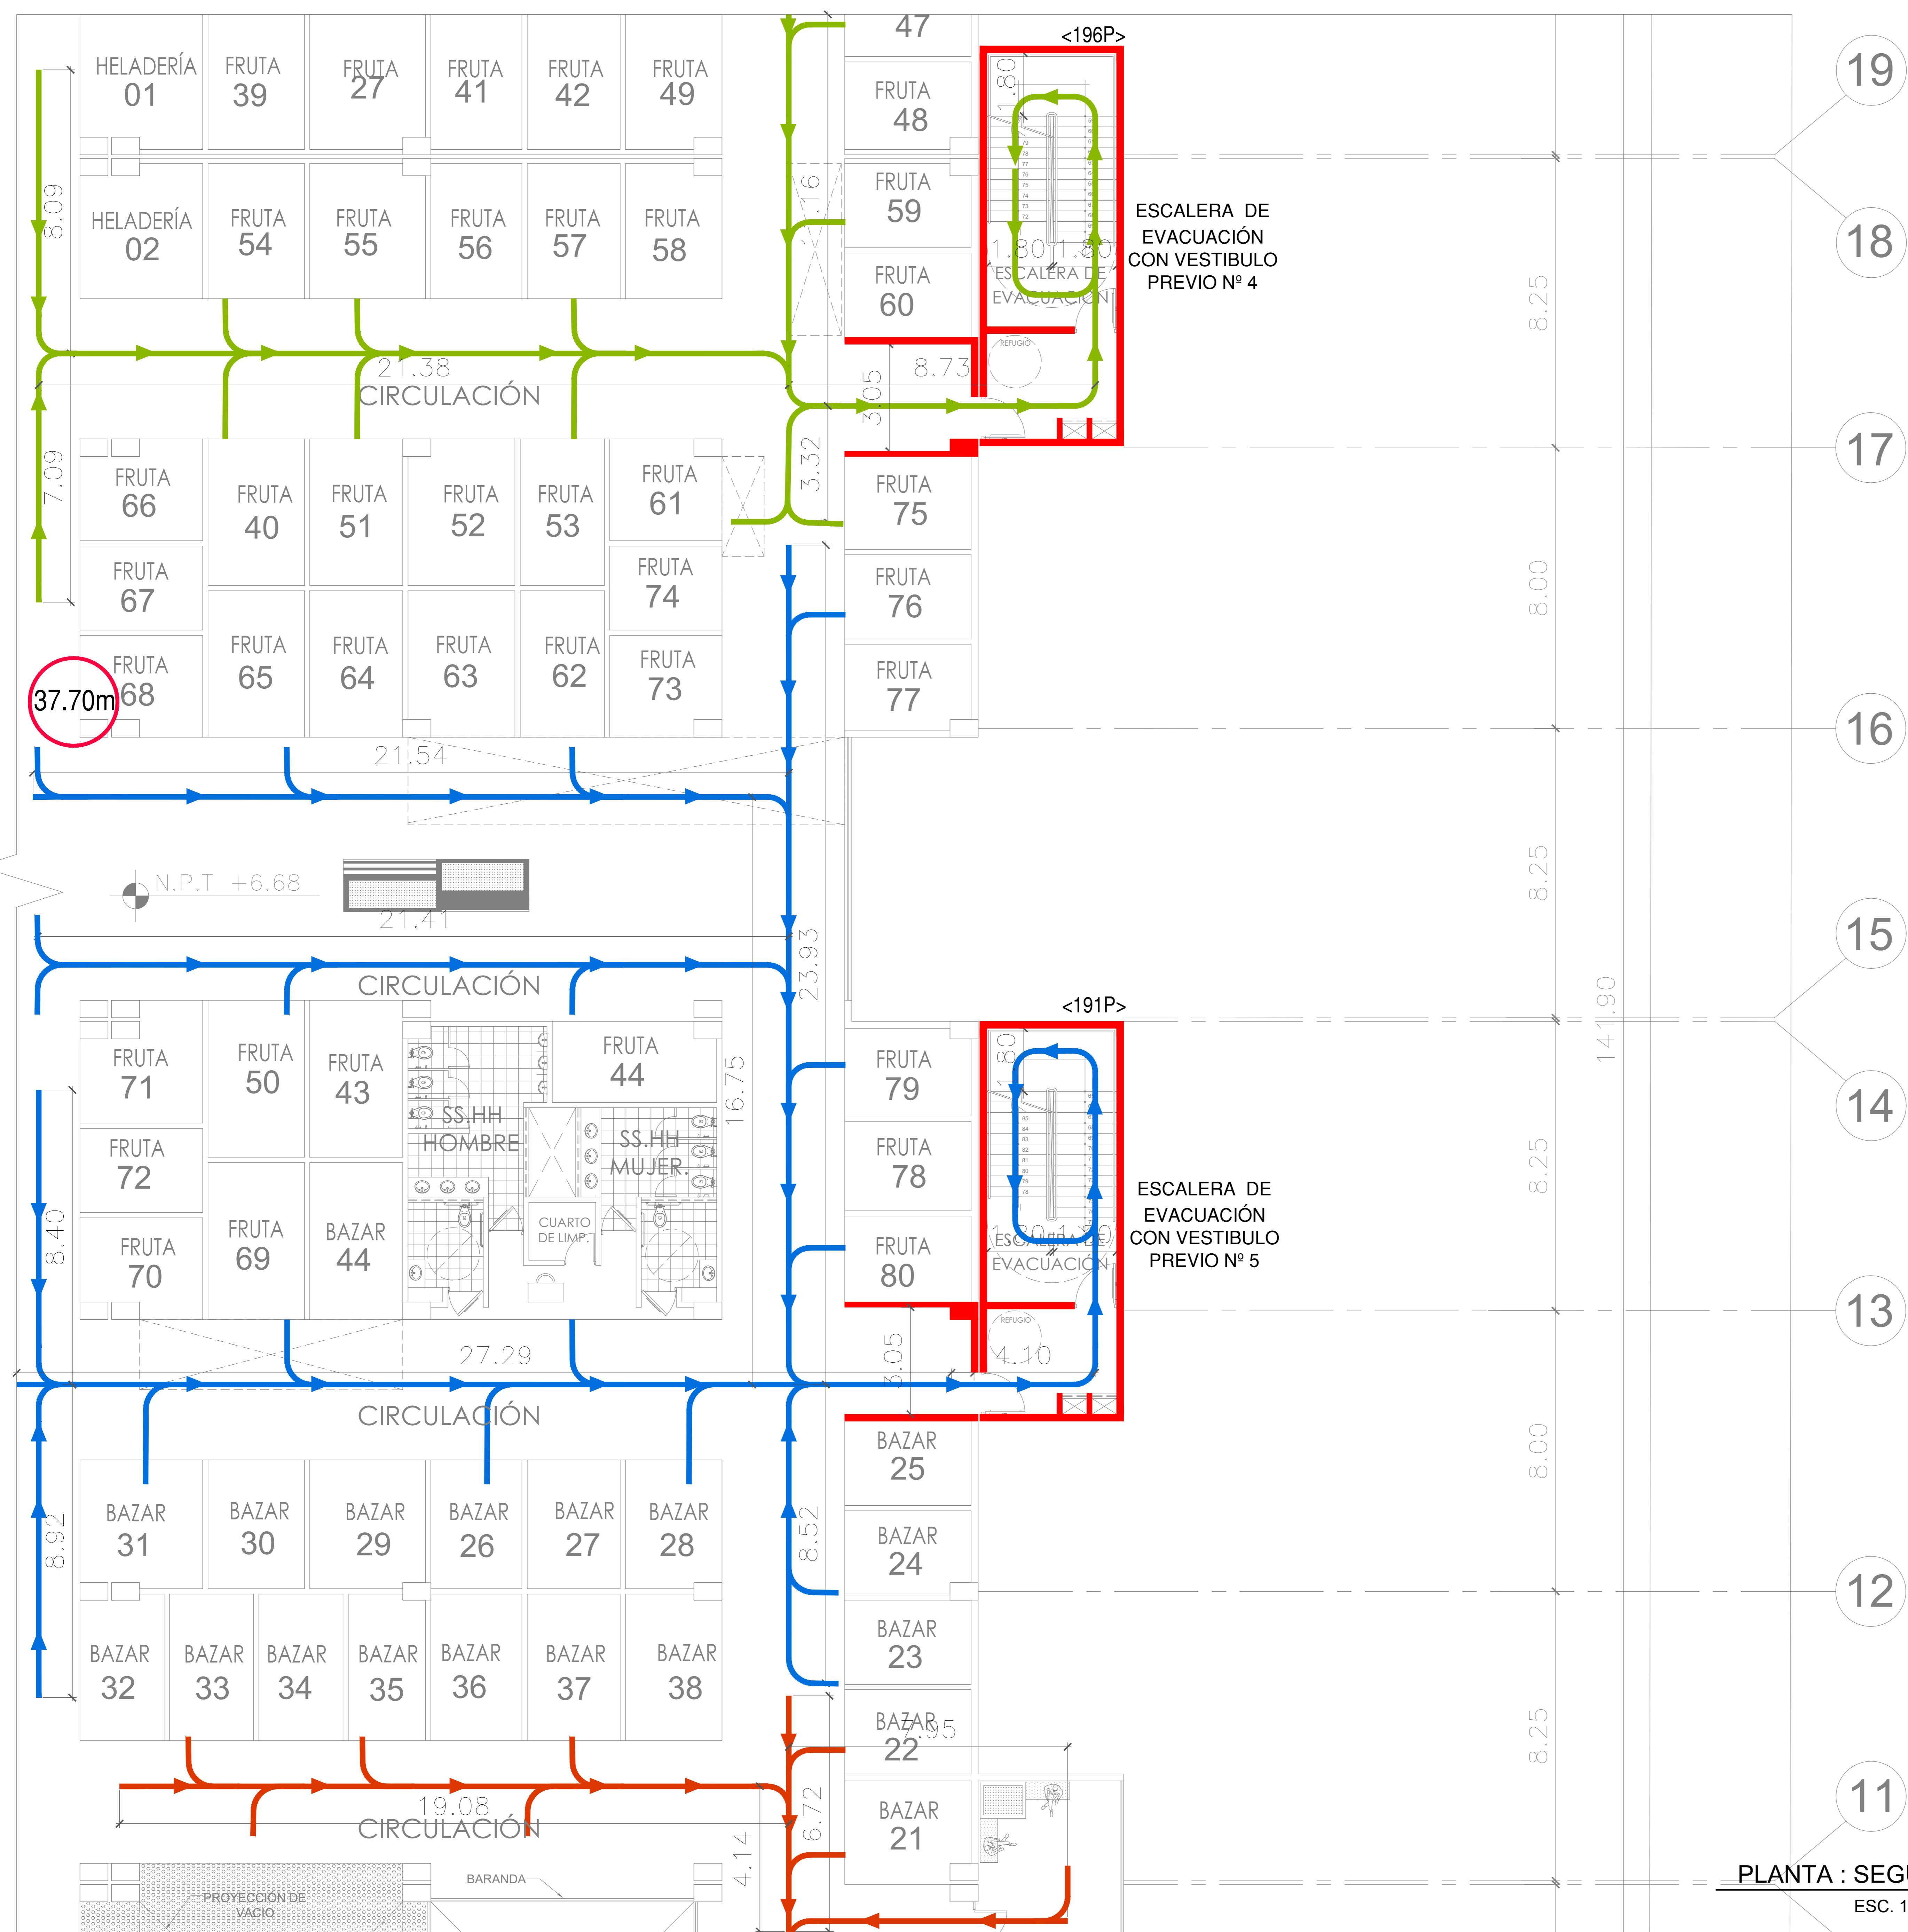 <196P>
47
19
HELADERÍA
01
FRUTA
39
FRUTA
27
FRUTA
41
FRUTA
42
FRUTA
49
FRUTA
48
1.80
8.09
HELADERÍA
02
FRUTA
54
FRUTA
55
FRUTA
56
FRUTA
57
FRUTA
58
FRUTA
59
FRUTA
60
ESCALERA DE
EVACUACIÓN
CON VESTIBULO
PREVIO Nº 4
18
1.80 1.80
ESCALERA DE
EVACUACIÓN
8.25
REFUGIO
21.38
8.73
CIRCULACIÓN
3.05
3.32
17
7.09
FRUTA
66
FRUTA
40
FRUTA
51
FRUTA
52
FRUTA
53
FRUTA
61
FRUTA
75
FRUTA
67
FRUTA
74
FRUTA
76
8.00
FRUTA
68
37.70m
FRUTA
65
FRUTA
64
FRUTA
63
FRUTA
62
FRUTA
73
FRUTA
77
16
21.54
N.P.T +6.68
21.41
8.25
15
23.93
CIRCULACIÓN
141.90
<191P>
FRUTA
71
FRUTA
50
FRUTA
43
FRUTA
44
SS.HH
HOMBRE
SS.HH
MUJER.
16.75
FRUTA
79
1.80
14
FRUTA
72
FRUTA
78
8.25
ESCALERA DE
EVACUACIÓN
CON VESTIBULO
PREVIO Nº 5
8.40
FRUTA
70
FRUTA
69
BAZAR
44
CUARTO
DE LIMP.
FRUTA
80
1.80 1.80
ESCALERA DE
EVACUACIÓN
13
REFUGIO
27.29
3.05
4.10
CIRCULACIÓN
BAZAR
25
8.00
8.92
BAZAR
31
BAZAR
30
BAZAR
29
BAZAR
26
BAZAR
27
BAZAR
28
8.52
BAZAR
24
12
BAZAR
32
BAZAR
33
BAZAR
34
BAZAR
35
BAZAR
36
BAZAR
37
BAZAR
38
BAZAR
23
BAZAR
22
7.95
8.25
19.08
CIRCULACIÓN
6.72
4.14
BAZAR
21
11
BARANDA
PROYECCIÓN DE
VACIO
PLANTA : SEGU
ESC. 1